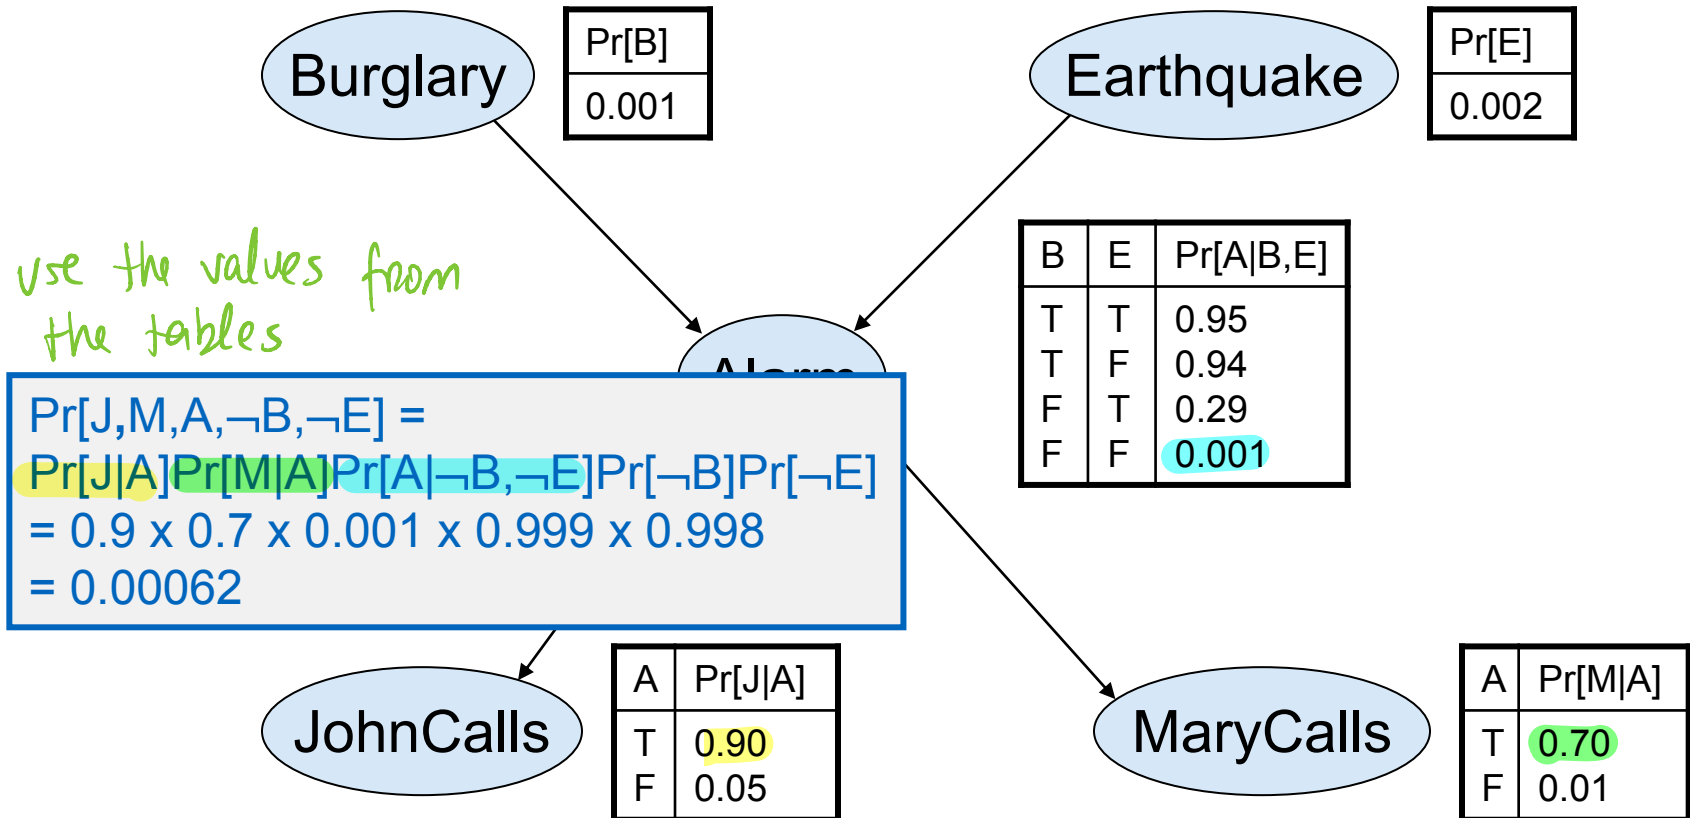 Burglary
Pr[B]
0.001
Earthquake
Pr[E]
0.002
use the values from
the tables
B E Pr[A|B,E]
T T 0.95
T F 0.94
F T 0.29
F F 0.001
Alarm
Pr[J,M,A,¬B,¬E] =
Pr[J|A]Pr[M|A]Pr[A|¬B,¬E]Pr[¬B]Pr[¬E]
= 0.9 x 0.7 x 0.001 x 0.999 x 0.998
= 0.00062
JohnCalls
A Pr[J|A]
T 0.90
F 0.05
MaryCalls
A Pr[M|A]
T 0.70
F 0.01